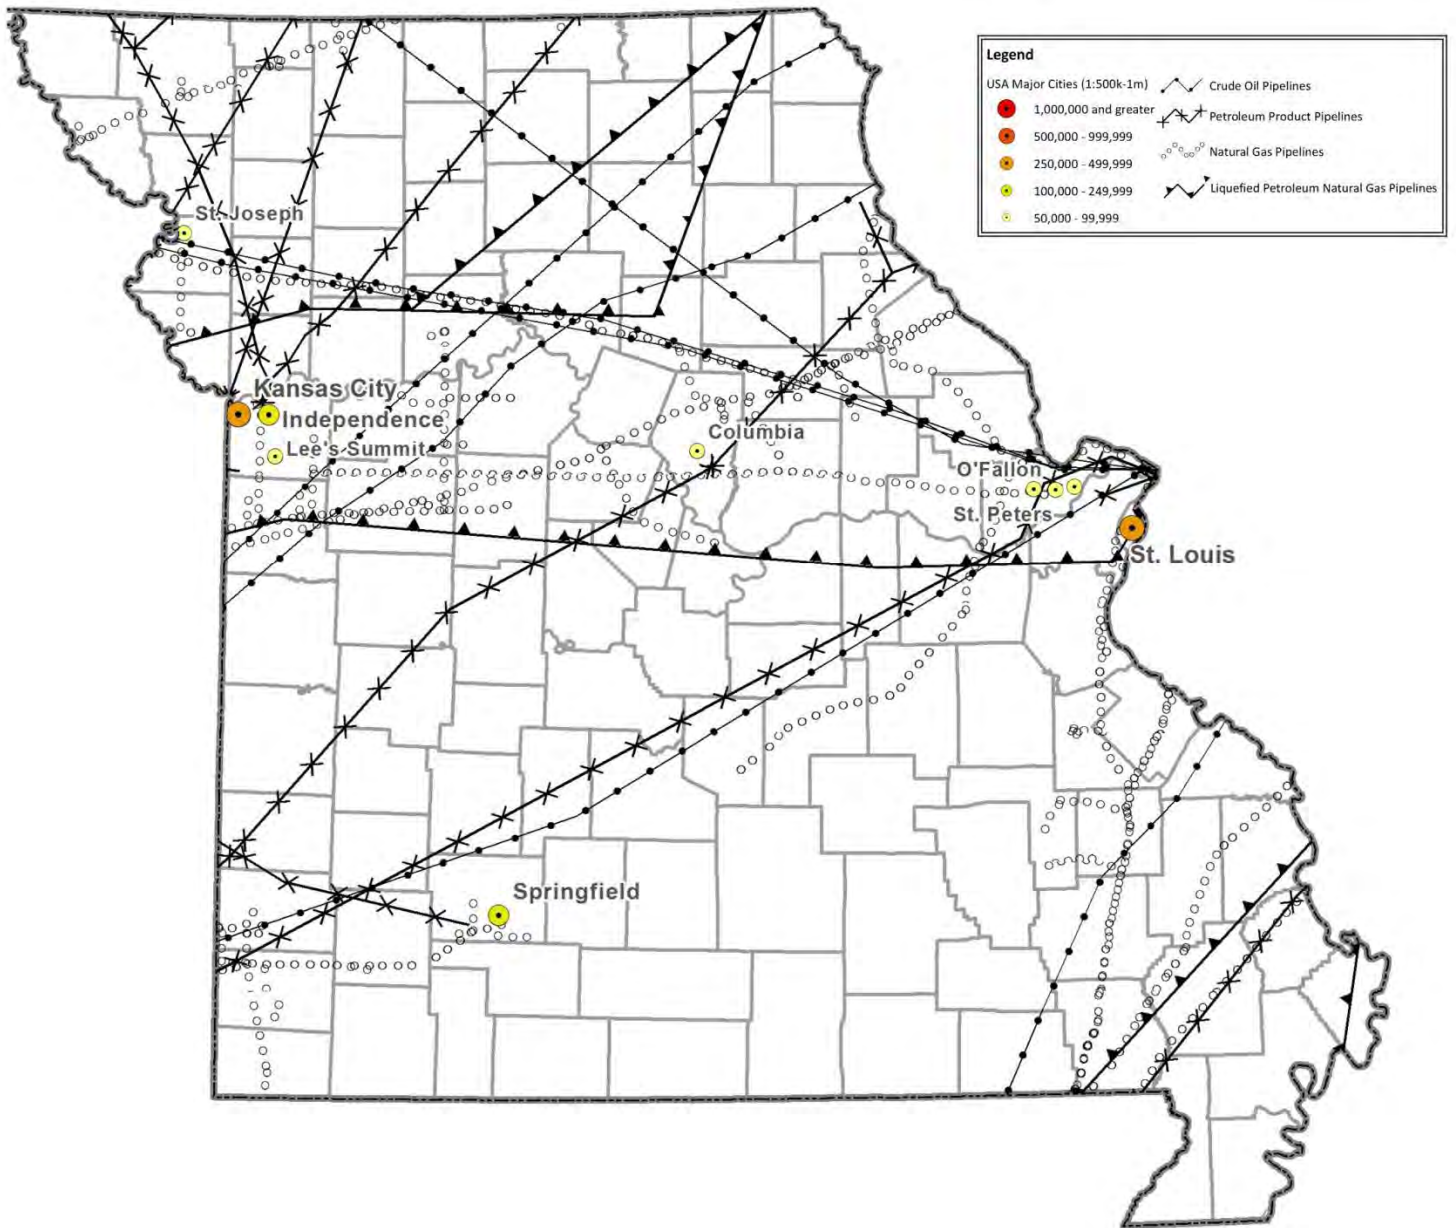 Legend
USA Major Cities (1:500k-1m)
1,000,000 and greater
500,000 - 999,999
250,000 - 499,999
100,000 - 249,999
50,000 - 99,999
Crude Oil Pipelines
Petroleum Product Pipelines
Natural Gas Pipelines
Liquefied Petroleum Natural Gas Pipelines
St. Joseph
Kansas City
Independence
Lee's Summit
Columbia
O'Fallon
St. Peters
St. Louis
Springfield